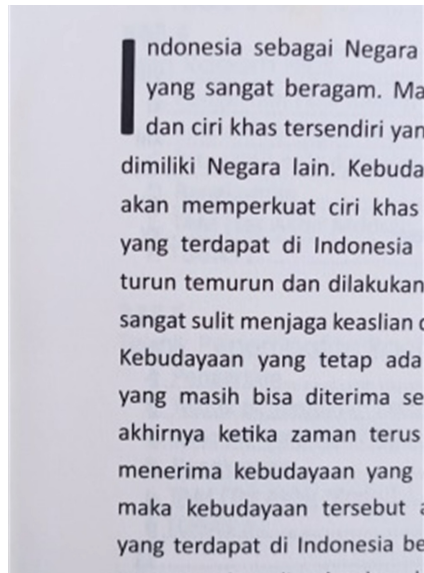 Indonesia sebagai Negara
yang sangat beragam. Ma
dan ciri khas tersendiri yan
dimiliki Negara lain. Kebuda
akan memperkuat ciri khas
yang terdapat di Indonesia
turun temurun dan dilakukan
sangat sulit menjaga keaslian
Kebudayaan yang tetap ada
yang masih bisa diterima se
akhirnya ketika zaman terus
menerima kebudayaan yang
maka kebudayaan tersebut a
yang terdapat di Indonesia be